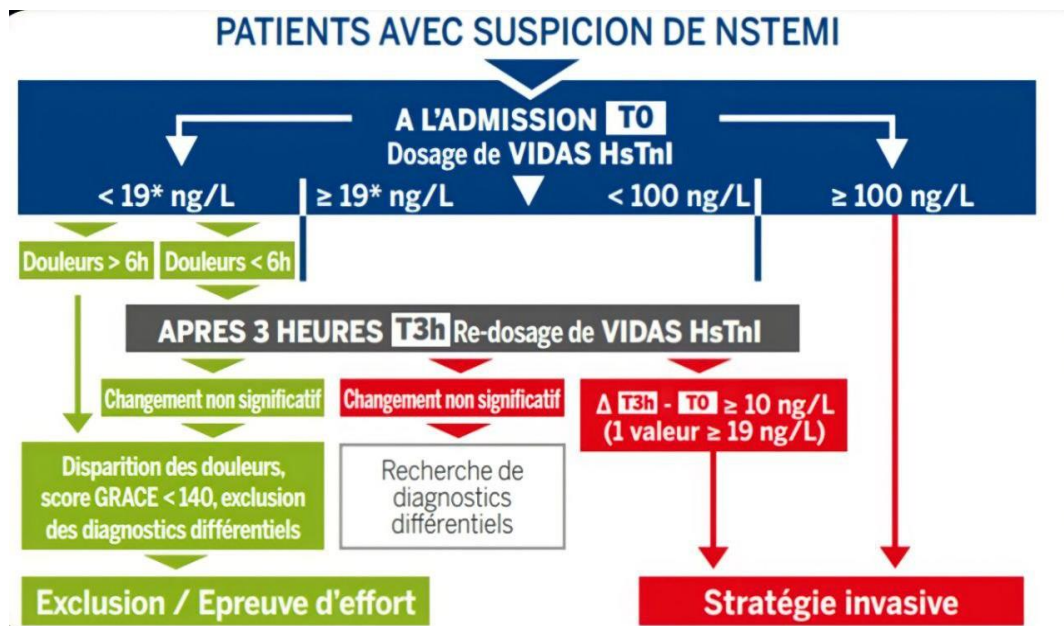 PATIENTS AVEC SUSPICION DE NSTEMI
A L’ADMISSION T0
Dosage de VIDAS HsTnI
< 19* ng/L
≥ 19* ng/L
< 100 ng/L
≥ 100 ng/L
Douleurs > 6h
Douleurs < 6h
APRES 3 HEURES T3h Re-dosage de VIDAS HsTnI
Changement non significatif
Changement non significatif
Δ T3h - T0 ≥ 10 ng/L
(1 valeur ≥ 19 ng/L)
Disparition des douleurs,
score GRACE < 140, exclusion
des diagnostics différentiels
Recherche de
diagnostics
différentiels
Exclusion / Epreuve d’effort
Stratégie invasive